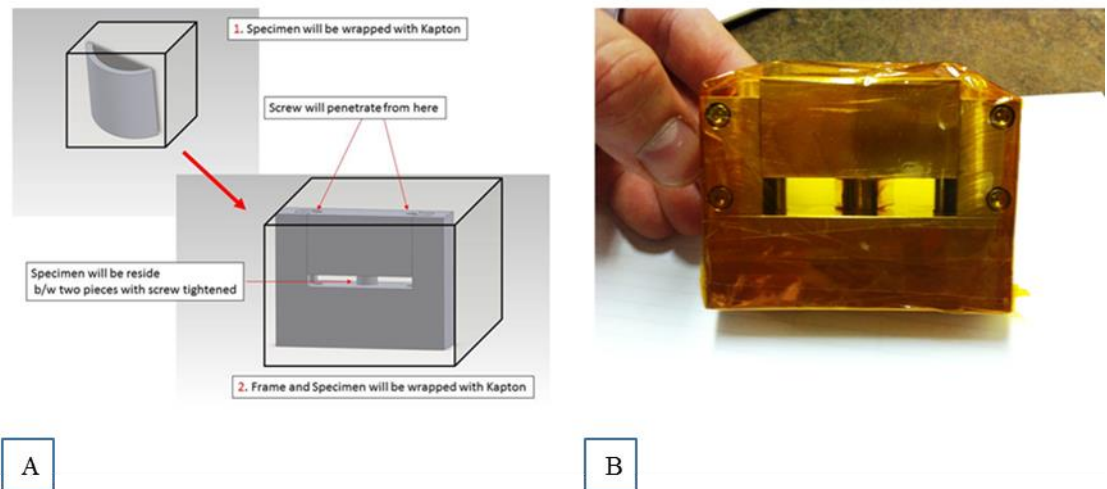 1. Specimen will be wrapped with Kapton
Screw will penetrate from here
Specimen will be reside
b/w two pieces with screw tightened
2. Frame and Specimen will be wrapped with Kapton
A
B